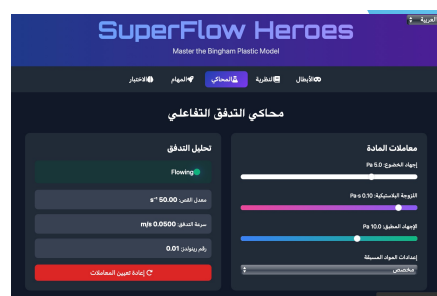 العربية
SuperFlow Heroes
Master the Bingham Plastic Model
الأبطال
النظرية
المحاكي
المهام
الاختبار
محاكي التدفق التفاعلي
معاملات المادة
إجهاد الخضوع: 5.0 Pa
اللزوجة البلاستيكية: 0.10 Pa·s
الإجهاد المطبق: 10.0 Pa
إعدادات المواد المسبقة
مخصص
تحليل التدفق
Flowing
معدل القص: 50.00 s⁻¹
سرعة التدفق: 0.0500 m/s
رقم رينولدز: 0.01
إعادة تعيين المعاملات